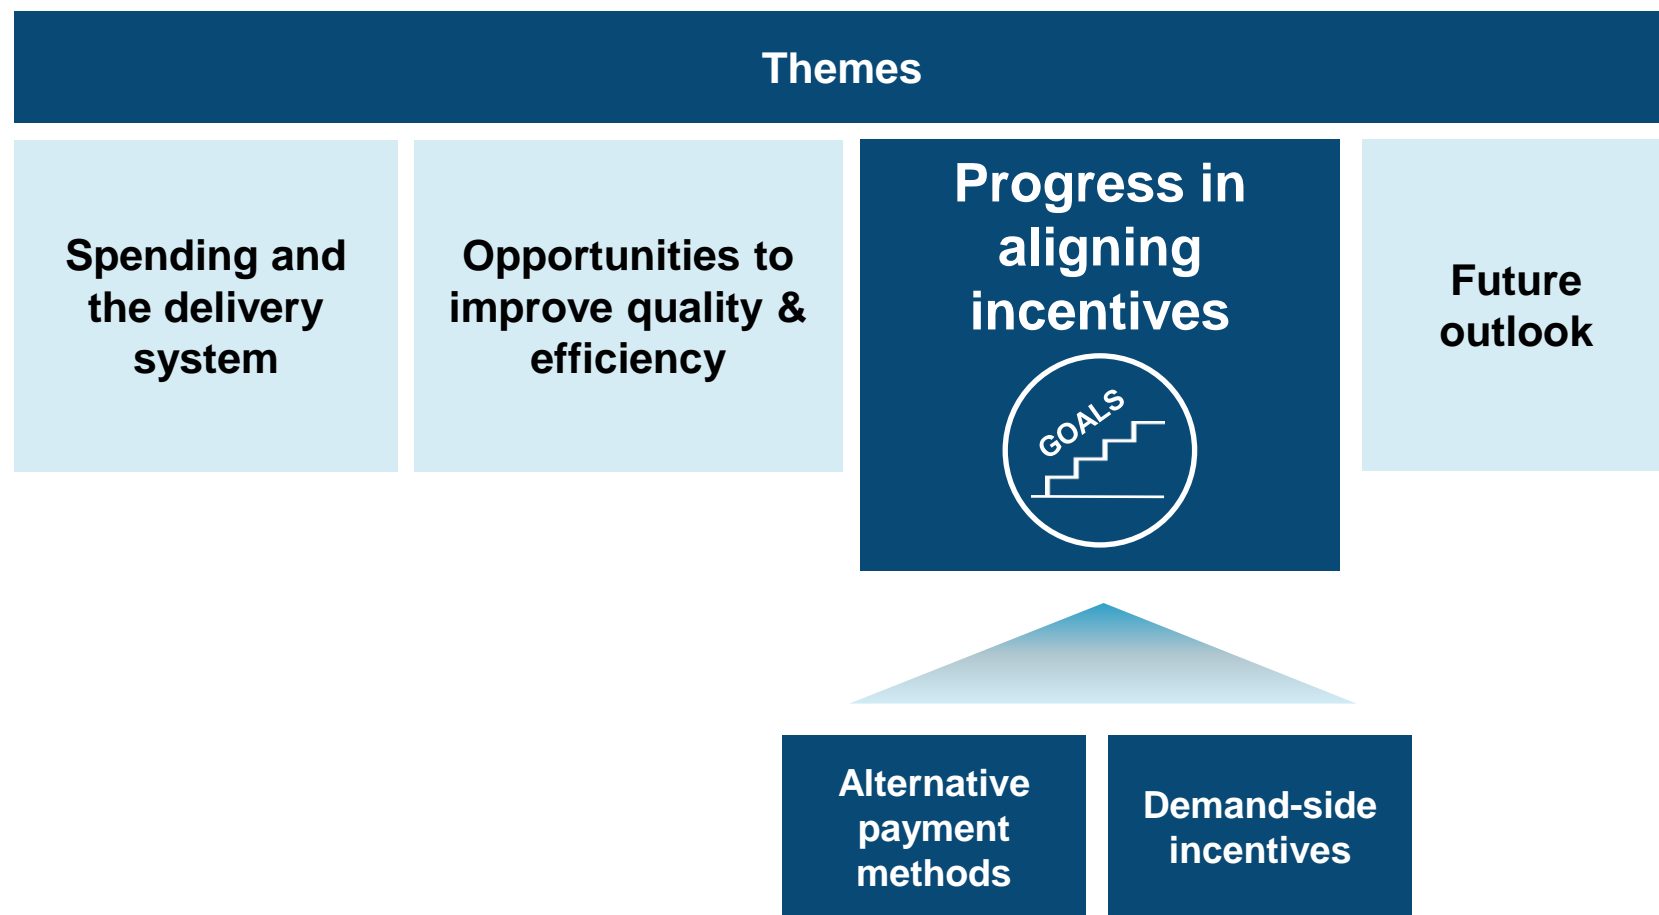 Themes
Spending and
the delivery
system
Opportunities to
improve quality &
efficiency
Progress in
aligning
incentives
GOALS
Future
outlook
Alternative
payment
methods
Demand-side
incentives